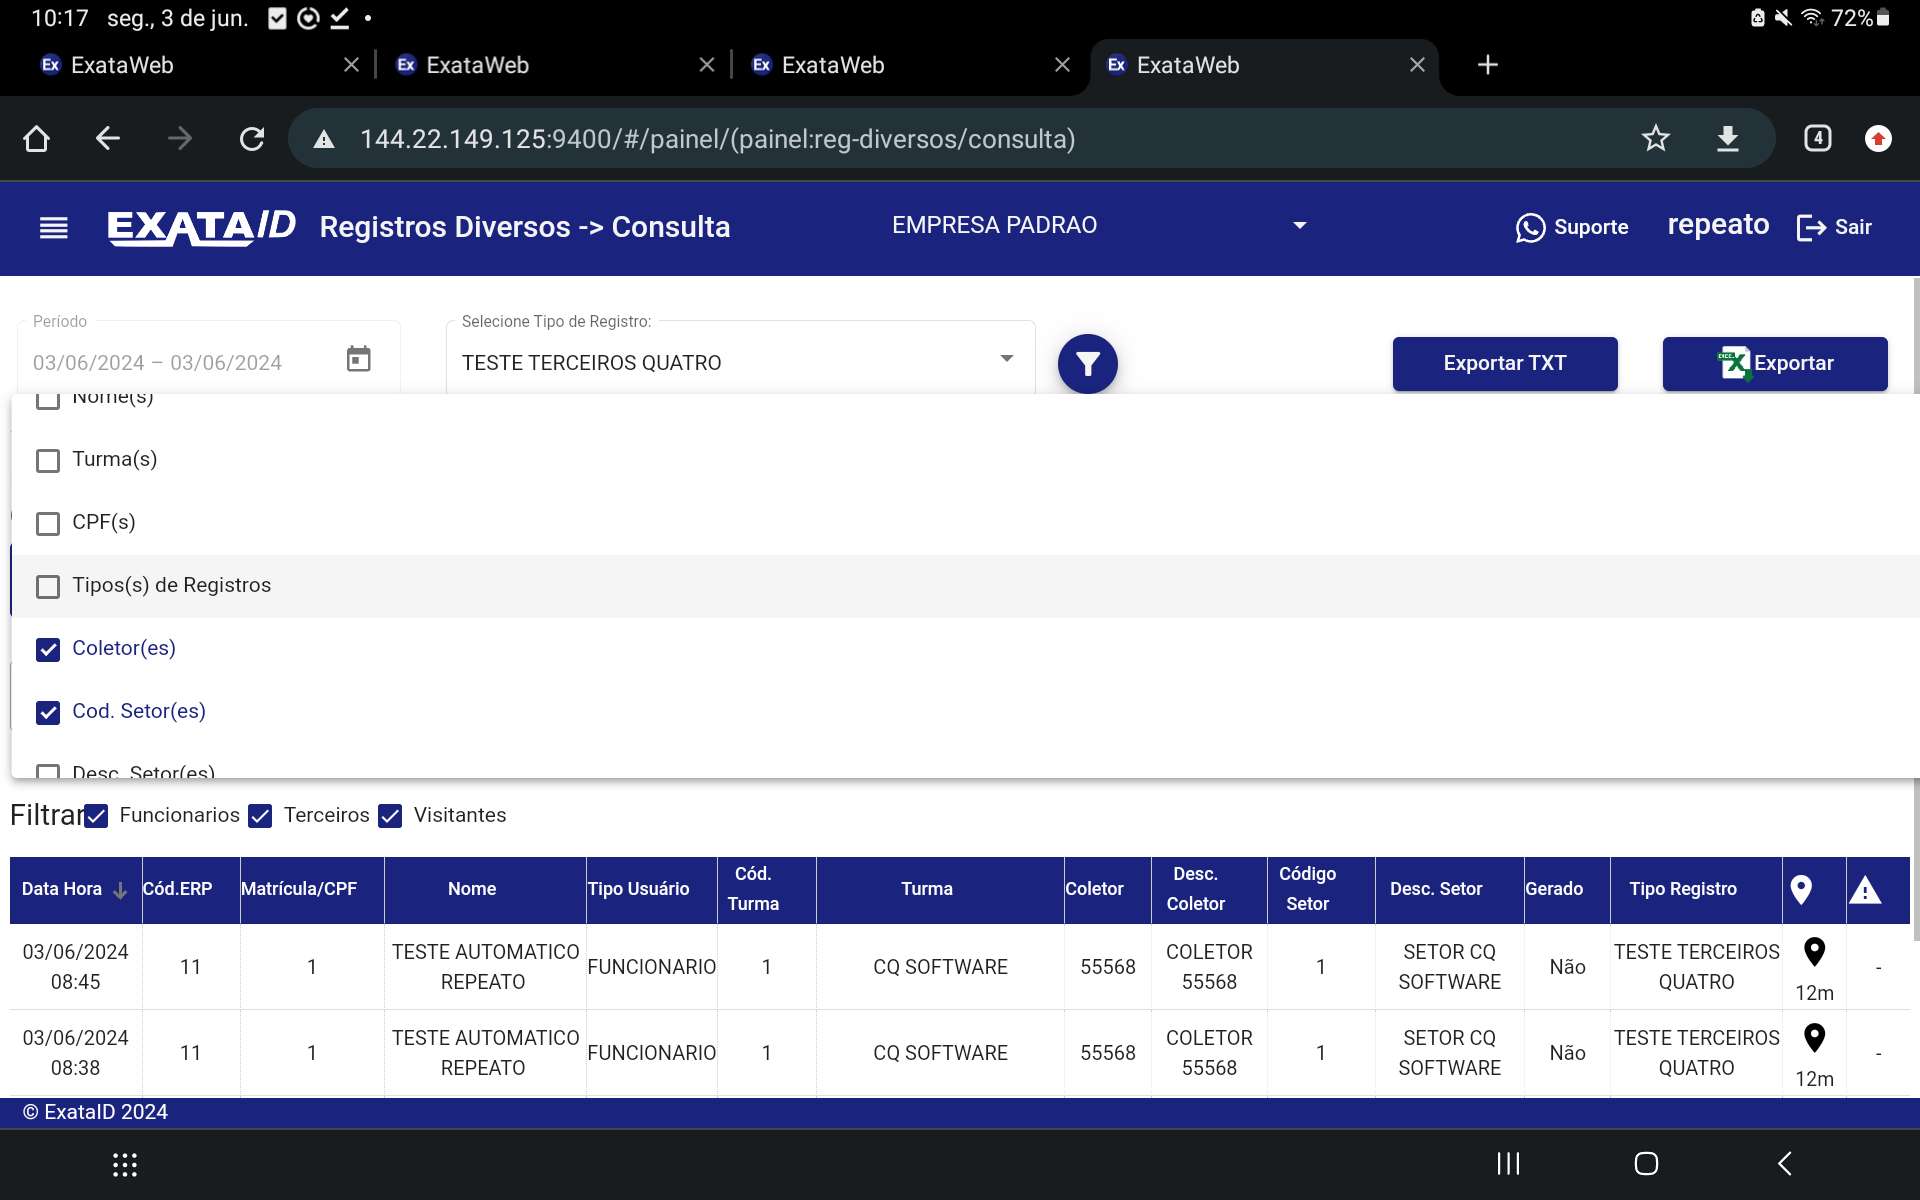 10:17 seg., 3 de jun.
72%
Ex ExataWeb
Ex ExataWeb
Ex ExataWeb
Ex ExataWeb
144.22.149.125:9400/#/painel/(painel:reg-diversos/consulta)
4
EXATAID Registros Diversos -> Consulta
EMPRESA PADRAO
Suporte
repeato
Sair
Período
03/06/2024 – 03/06/2024
Selecione Tipo de Registro:
TESTE TERCEIROS QUATRO
Exportar TXT
Exportar
Nome(s)
Turma(s)
CPF(s)
Tipos(s) de Registros
Coletor(es)
Cod. Setor(es)
Desc. Setor(es)
Filtrar Funcionarios Terceiros Visitantes
Data Hora Cód.ERP Matrícula/CPF Nome Tipo Usuário Cód. Turma Turma Coletor Desc. Coletor Código Setor Desc. Setor Gerado Tipo Registro
03/06/2024 08:45 11 1 TESTE AUTOMATICO REPEATO FUNCIONARIO 1 CQ SOFTWARE 55568 COLETOR 55568 1 SETOR CQ SOFTWARE Não TESTE TERCEIROS QUATRO 12m -
03/06/2024 08:38 11 1 TESTE AUTOMATICO REPEATO FUNCIONARIO 1 CQ SOFTWARE 55568 COLETOR 55568 1 SETOR CQ SOFTWARE Não TESTE TERCEIROS QUATRO 12m -
© ExataID 2024